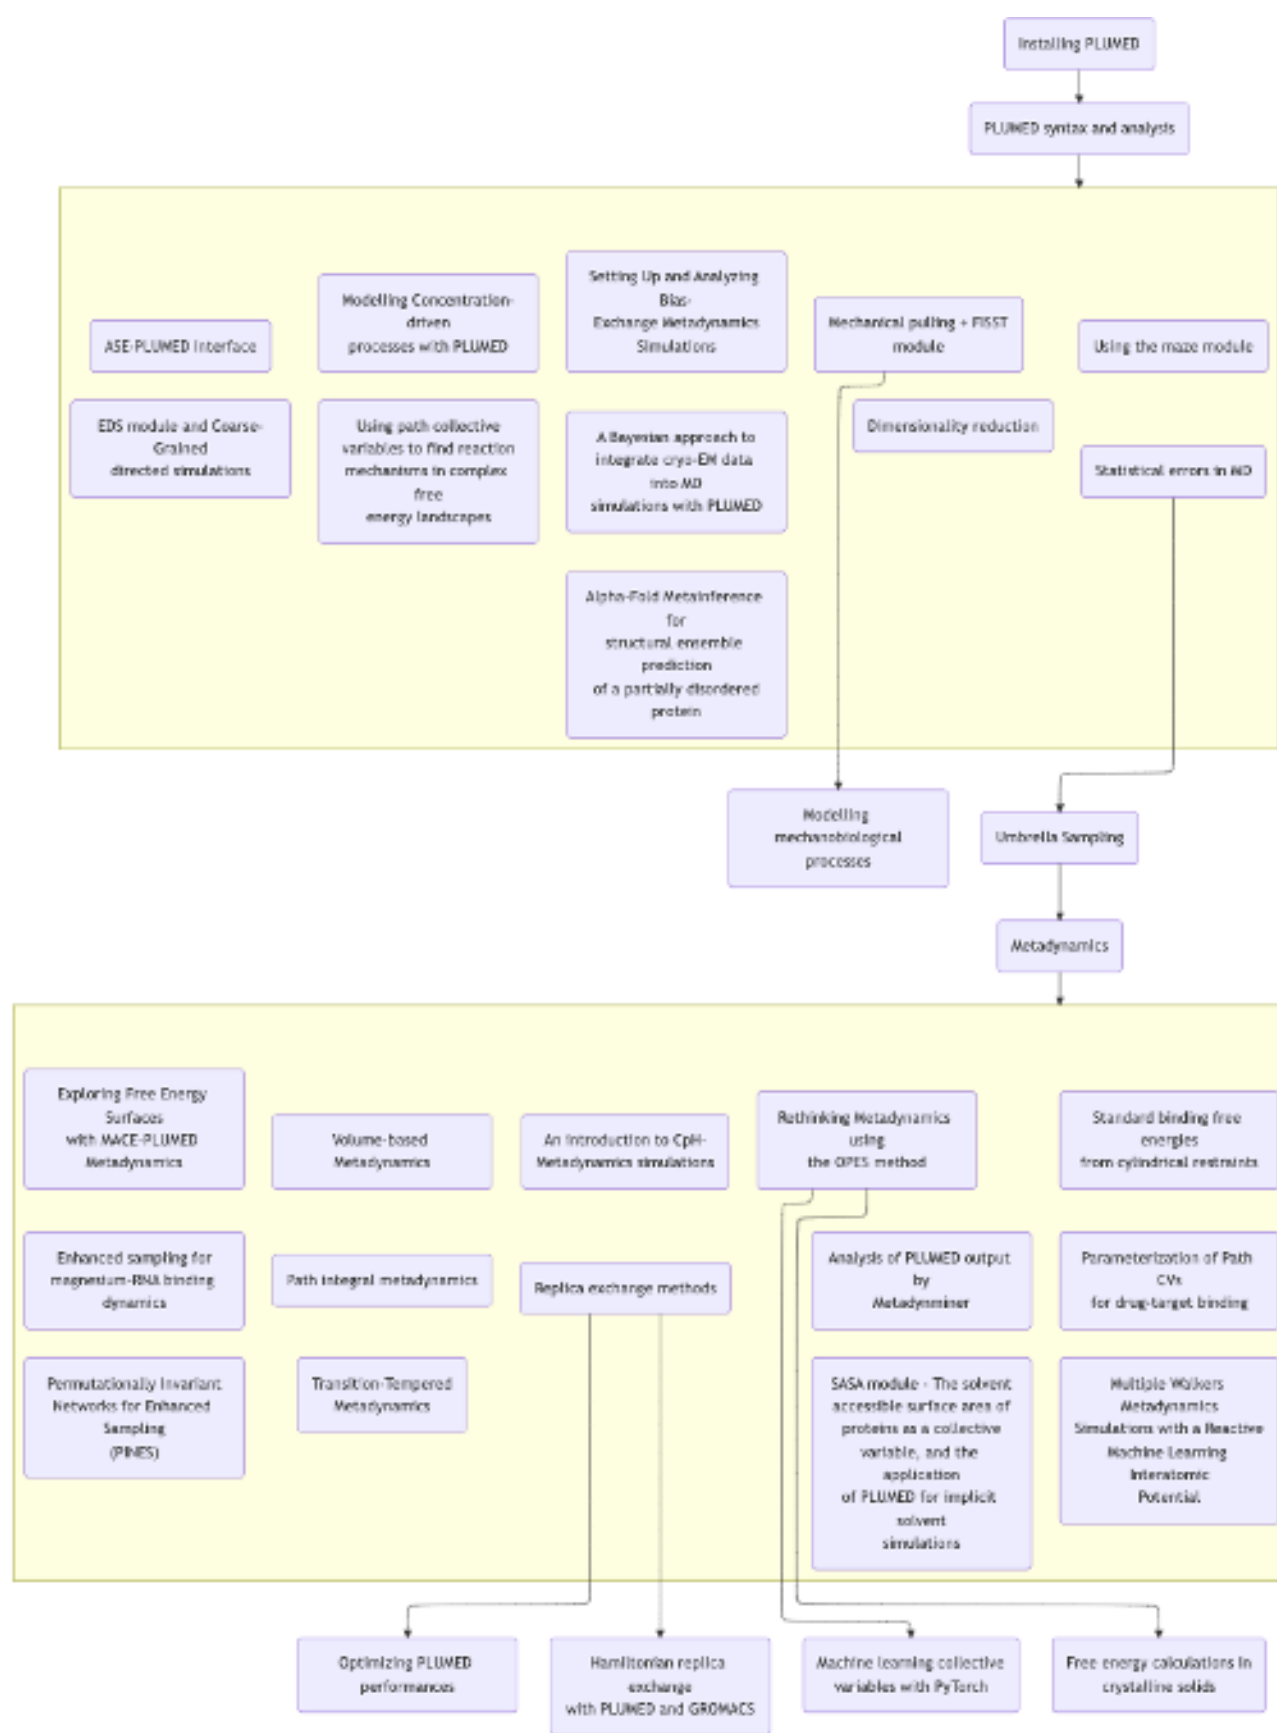 Installing PLUMED
PLUMED syntax and analysis
ASE-PLUMED Interface
Modelling Concentration-
driven
processes with PLUMED
Setting Up and Analyzing
Bias-
Exchange Metadynamics
Simulations
Mechanical pulling + FISST
module
Using the maze module
EDS module and Coarse-
Grained
directed simulations
Using path collective
variables to find reaction
mechanisms in complex
free
energy landscapes
A Bayesian approach to
integrate cryo-EM data
into MD
simulations with PLUMED
Dimensionality reduction
Statistical errors in MD
Alpha-Fold Metainference
for
structural ensemble
prediction
of a partially disordered
protein
Modelling
mechanobiological
processes
Umbrella Sampling
Metadynamics
Exploring Free Energy
Surfaces
with MACE-PLUMED
Metadynamics
Volume-based
Metadynamics
An introduction to CpH-
Metadynamics simulations
Rethinking Metadynamics
using
the OPES method
Standard binding free
energies
from cylindrical restraints
Enhanced sampling for
magnesium-RNA binding
dynamics
Path integral metadynamics
Replica exchange methods
Analysis of PLUMED output
by
Metadynminer
Parameterization of Path
CVs
for drug-target binding
Permutationally Invariant
Networks for Enhanced
Sampling
(PINES)
Transition-Tempered
Metadynamics
SASA module - The solvent
accessible surface area of
proteins as a collective
variable, and the
application
of PLUMED for implicit
solvent
simulations
Multiple Walkers
Metadynamics
Simulations with a Reactive
Machine Learning
Interatomic
Potential
Optimizing PLUMED
performances
Hamiltonian replica
exchange
with PLUMED and GROMACS
Machine learning collective
variables with PyTorch
Free energy calculations in
crystalline solids